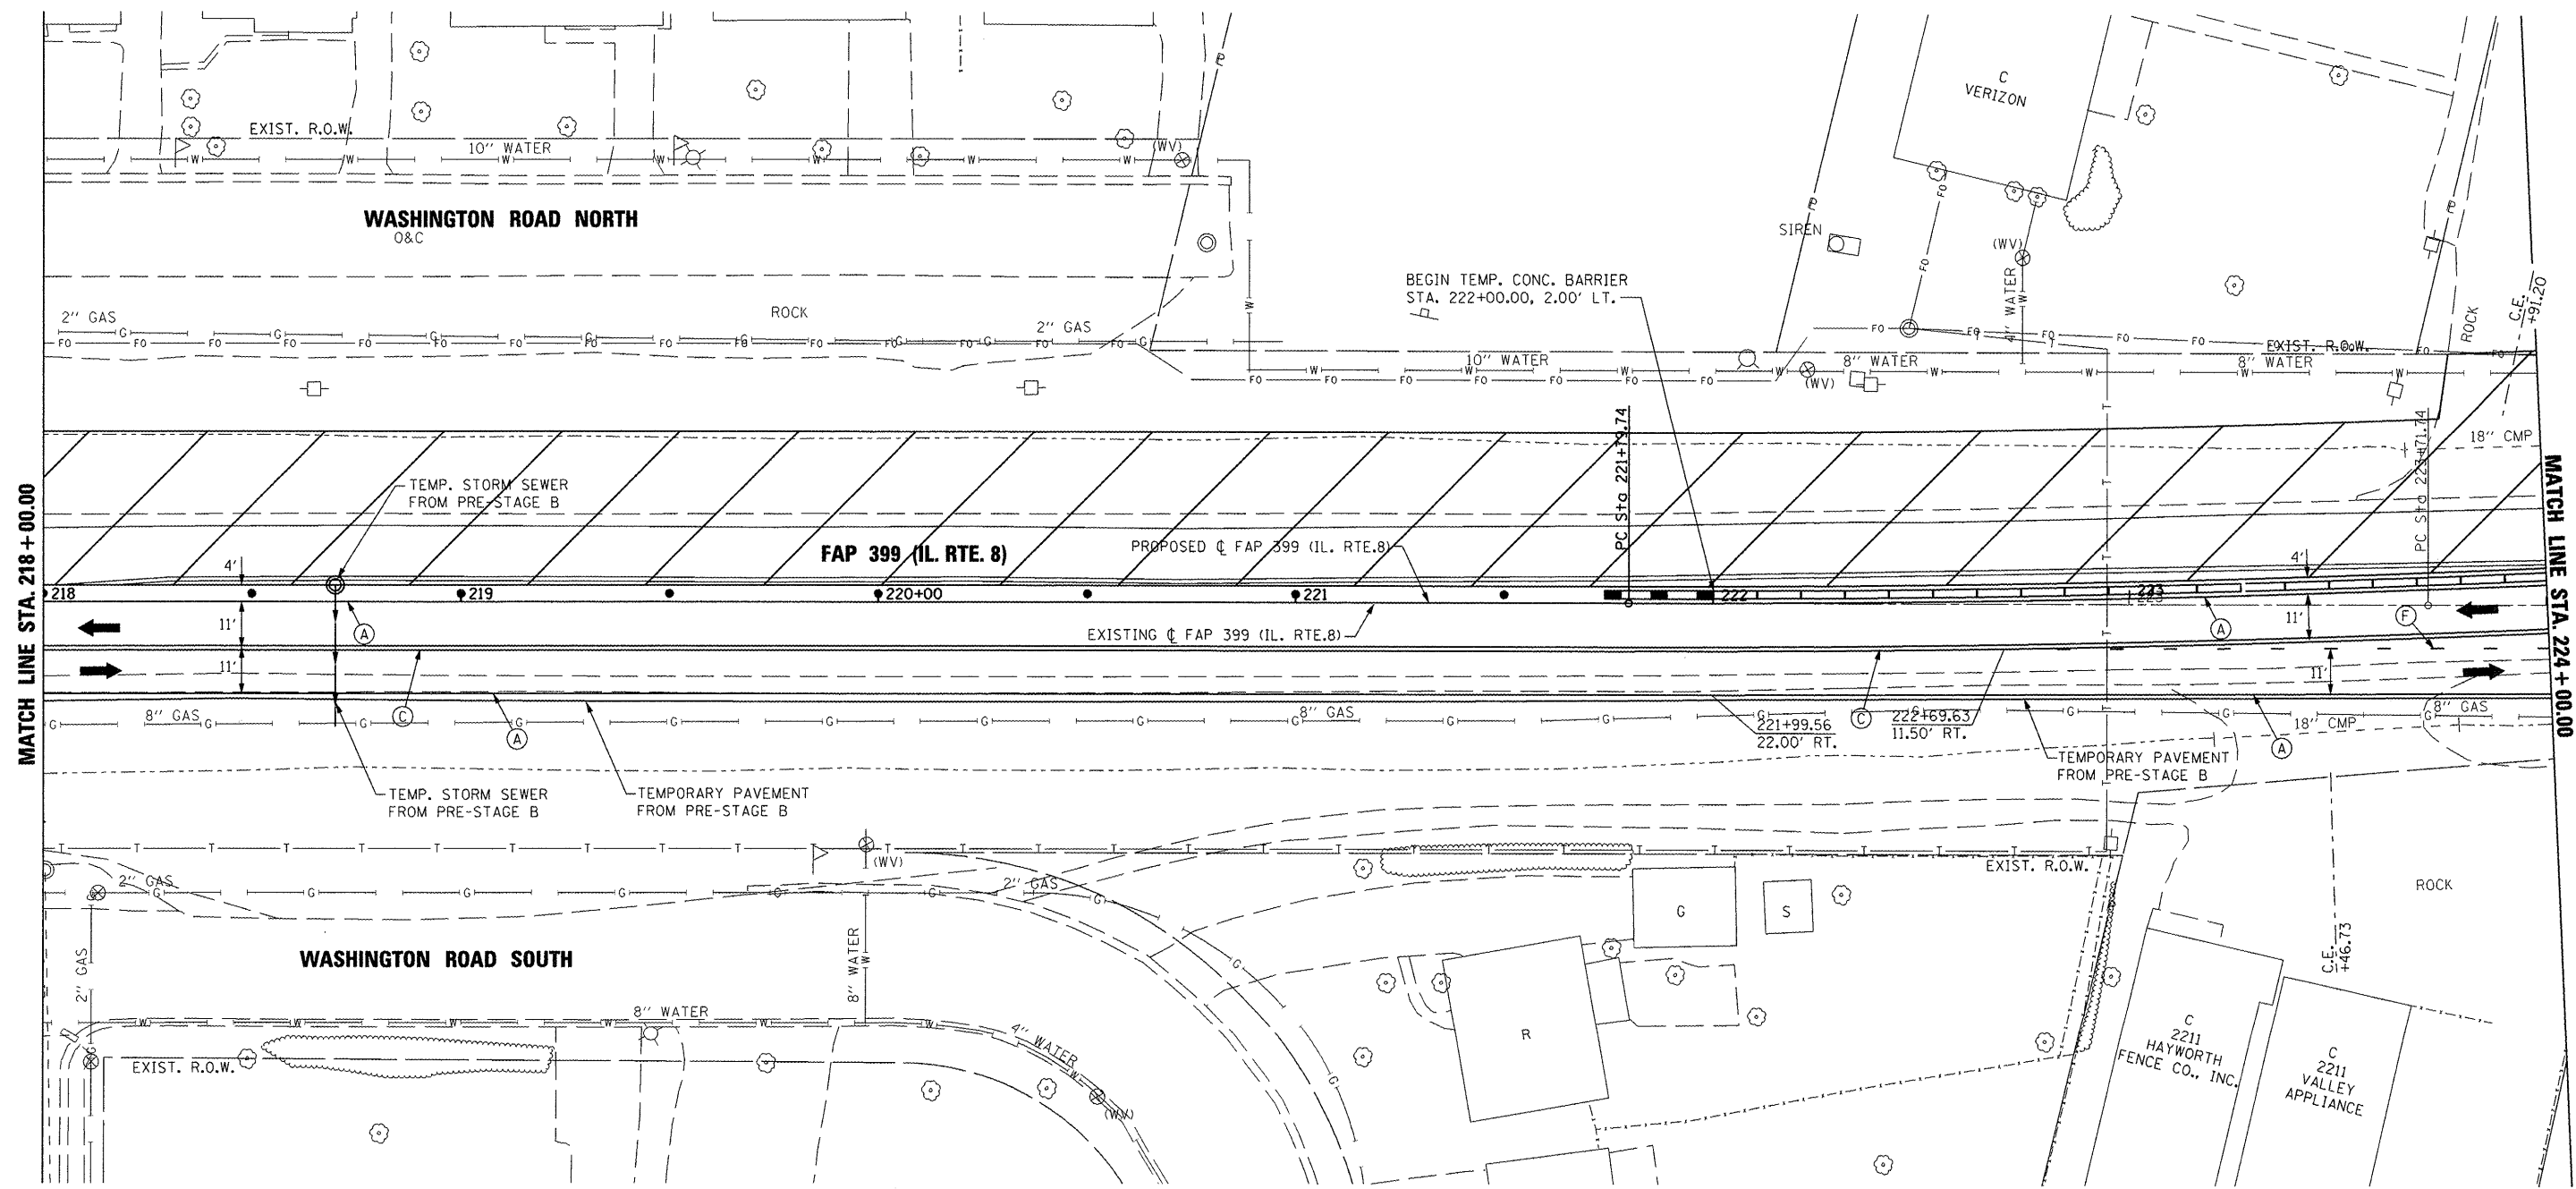 C
VERIZON
EXIST. R.O.W.
10'' WATER
(WV)
WASHINGTON ROAD NORTH
O&C
SIREN
(WV)
4'' WATER
BEGIN TEMP. CONC. BARRIER
STA. 222+00.00, 2.00' LT.
C.E.
+91.20
ROCK
2'' GAS
ROCK
2'' GAS
10'' WATER
(WV)
8'' WATER
EXIST. R.O.W.
8'' WATER
18'' CMP
PC Sta 221+79.74
PC Sta 223+71.74
MATCH LINE STA. 218+00.00
MATCH LINE STA. 224+00.00
TEMP. STORM SEWER
FROM PRE-STAGE B
FAP 399 (IL. RTE. 8)
PROPOSED ℄ FAP 399 (IL. RTE.8)
4'
4'
218
219
220+00
221
222
223
11'
A
EXISTING ℄ FAP 399 (IL. RTE.8)
A
11'
F
11'
11'
8'' GAS
C
A
8'' GAS
221+99.56
22.00' RT.
C
222+69.63
11.50' RT.
18'' CMP
8'' GAS
A
TEMP. STORM SEWER
FROM PRE-STAGE B
TEMPORARY PAVEMENT
FROM PRE-STAGE B
TEMPORARY PAVEMENT
FROM PRE-STAGE B
(WV)
EXIST. R.O.W.
2'' GAS
2'' GAS
ROCK
G
S
2'' GAS
WASHINGTON ROAD SOUTH
8'' WATER
C.E.
+46.73
8'' WATER
4'' WATER
R
EXIST. R.O.W.
(WV)
C
2211
HAYWORTH
FENCE CO., INC.
C
2211
VALLEY
APPLIANCE